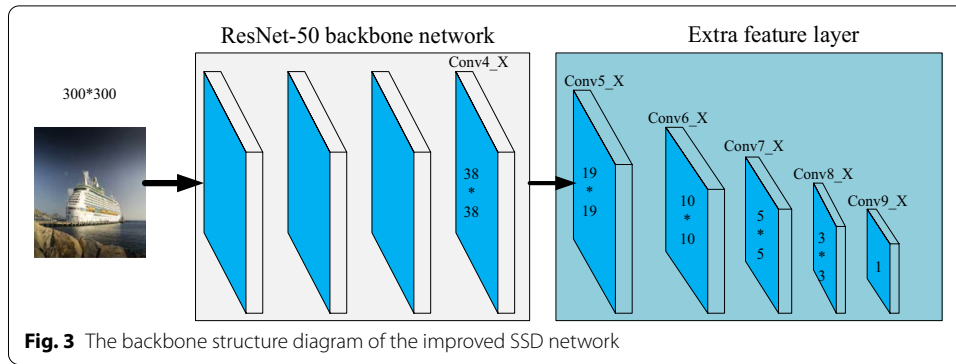 ResNet-50 backbone network
Extra feature layer
300*300
Conv4_X
38
*
38
Conv5_X
19
*
19
Conv6_X
10
*
10
Conv7_X
5
*
5
Conv8_X
3
*
3
Conv9_X
1
Fig. 3 The backbone structure diagram of the improved SSD network